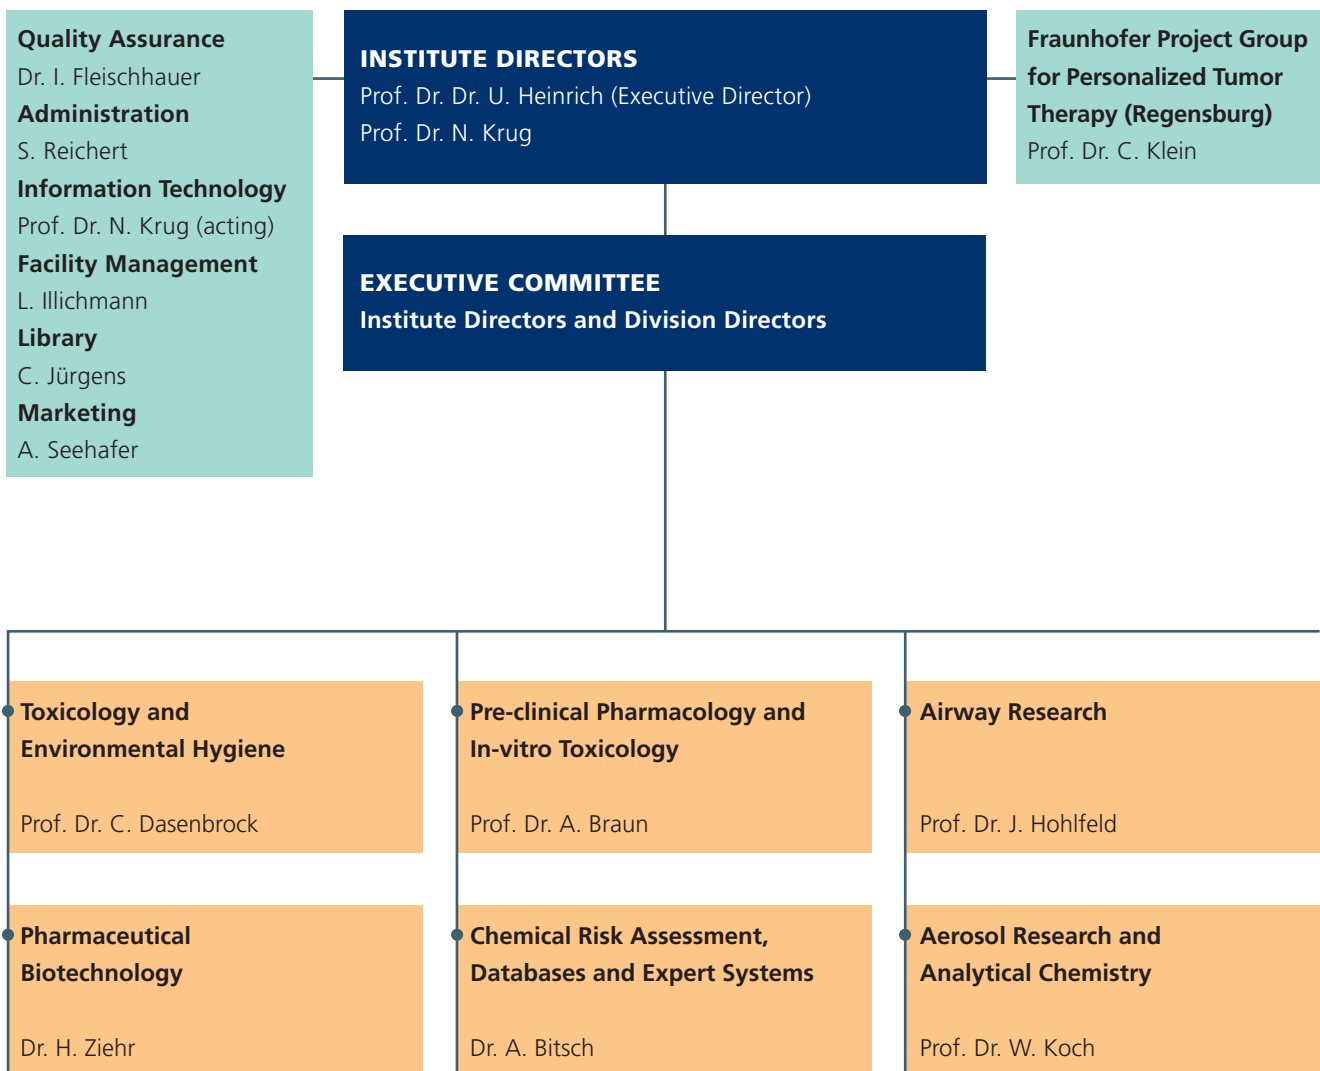 Quality Assurance
Dr. I. Fleischhauer
Administration
S. Reichert
Information Technology
Prof. Dr. N. Krug (acting)
Facility Management
L. Illichmann
Library
C. Jürgens
Marketing
A. Seehafer
INSTITUTE DIRECTORS
Prof. Dr. Dr. U. Heinrich (Executive Director)
Prof. Dr. N. Krug
Fraunhofer Project Group
for Personalized Tumor
Therapy (Regensburg)
Prof. Dr. C. Klein
EXECUTIVE COMMITTEE
Institute Directors and Division Directors
Toxicology and
Environmental Hygiene
Prof. Dr. C. Dasenbrock
Pre-clinical Pharmacology and
In-vitro Toxicology
Prof. Dr. A. Braun
Airway Research
Prof. Dr. J. Hohlfeld
Pharmaceutical
Biotechnology
Dr. H. Ziehr
Chemical Risk Assessment,
Databases and Expert Systems
Dr. A. Bitsch
Aerosol Research and
Analytical Chemistry
Prof. Dr. W. Koch